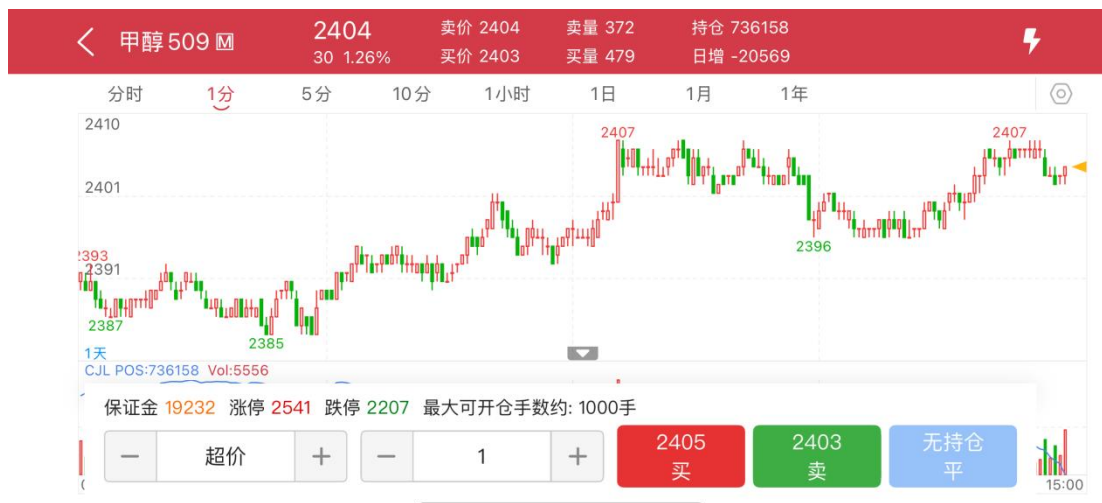 甲醇509 M
2404
30 1.26%
卖价 2404
买价 2403
卖量 372
买量 479
持仓 736158
日增 -20569
分时 1分 5分 10分 1小时 1日 1月 1年
2410
2407
2407
2401
2396
2393
2391
2387
2385
1天
CJL POS:736158 Vol:5556
保证金 19232 涨停 2541 跌停 2207 最大可开仓手数约: 1000手
— 超价 +
— 1 +
2405
买
2403
卖
无持仓
平
15:00